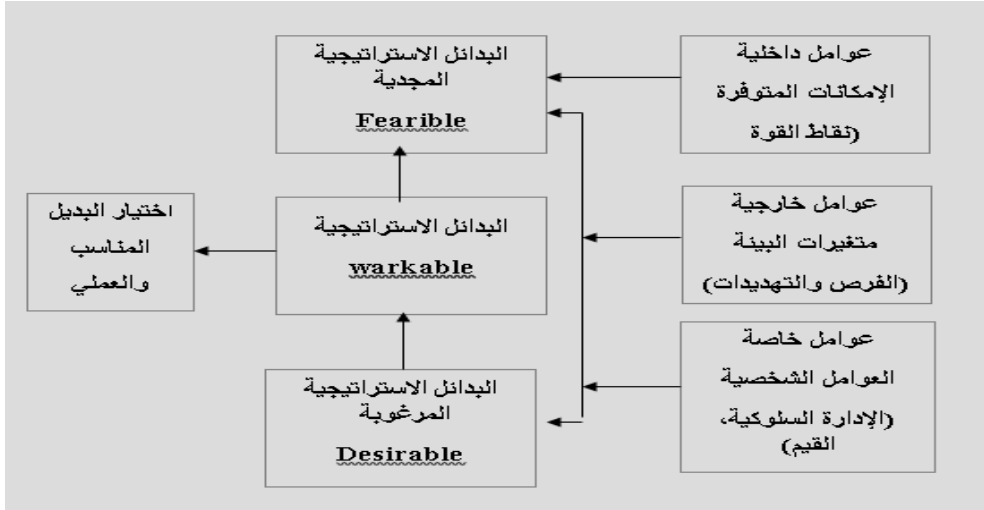 عوامل داخلية
الإمكانات المتوفرة
(نقاط القوة
البدائل الاستراتيجية
المجدية
Fearible
عوامل خارجية
متغيرات البيئة
(الفرص والتهديدات)
البدائل الاستراتيجية
warkable
اختيار البديل
المناسب
والعملي
عوامل خاصة
العوامل الشخصية
(الإدارة السلوكية،
القيم)
البدائل الاستراتيجية
المرغوبة
Desirable